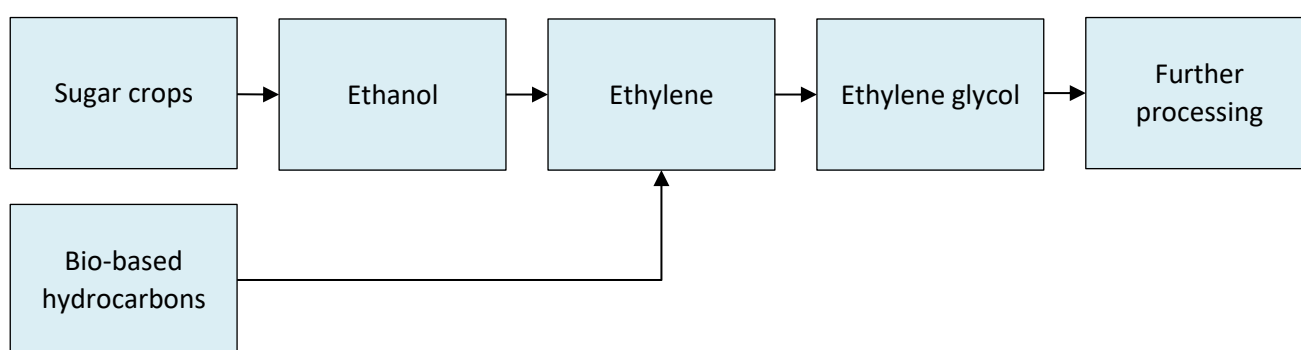 Sugar crops
Ethanol
Ethylene
Ethylene glycol
Further
processing
Bio-based
hydrocarbons